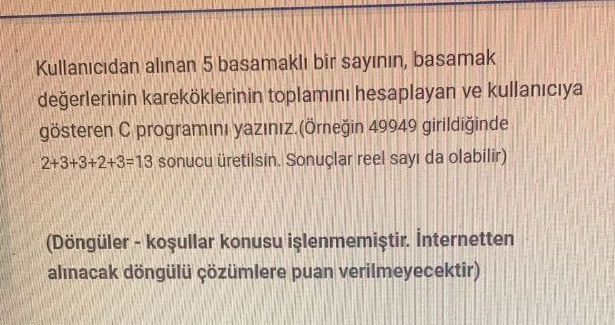 Kullanıcıdan alınan 5 basamaklı bir sayının, basamak
değerlerinin kareköklerinin toplamını hesaplayan ve kullanıcıya
gösteren C programını yazınız.(Örneğin 49949 girildiğinde
2+3+3+2+3=13 sonucu üretilsin. Sonuçlar reel sayı da olabilir)
(Döngüler - koşullar konusu işlenmemiştir. İnternetten
alınacak döngülü çözümlere puan verilmeyecektir)